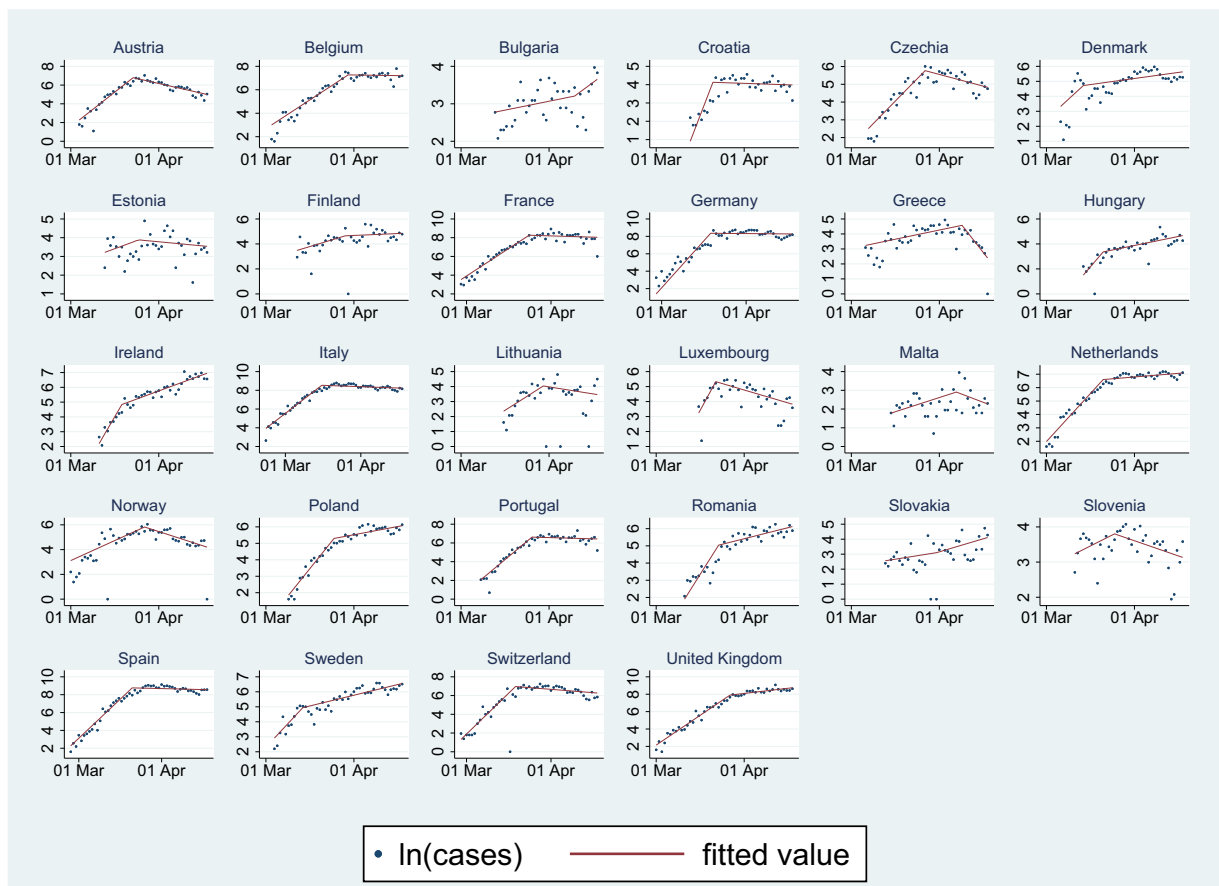 Austria
0 2 4 6 8
01 Mar 01 Apr
Belgium
2 4 6 8
01 Mar 01 Apr
Bulgaria
2 3 4
01 Mar 01 Apr
Croatia
1 2 3 4 5
01 Mar 01 Apr
Czechia
2 3 4 5 6
01 Mar 01 Apr
Denmark
1 2 3 4 5 6
01 Mar 01 Apr
Estonia
1 2 3 4 5
01 Mar 01 Apr
Finland
0 2 4 6
01 Mar 01 Apr
France
2 4 6 8 10
01 Mar 01 Apr
Germany
2 4 6 8 10
01 Mar 01 Apr
Greece
0 1 2 3 4 5
01 Mar 01 Apr
Hungary
0 2 4 6
01 Mar 01 Apr
Ireland
2 3 4 5 6 7
01 Mar 01 Apr
Italy
2 4 6 8 10
01 Mar 01 Apr
Lithuania
0 1 2 3 4 5
01 Mar 01 Apr
Luxembourg
1 2 3 4 5 6
01 Mar 01 Apr
Malta
0 1 2 3 4
01 Mar 01 Apr
Netherlands
2 3 4 5 6 7
01 Mar 01 Apr
Norway
0 2 4 6
01 Mar 01 Apr
Poland
2 3 4 5 6
01 Mar 01 Apr
Portugal
0 2 4 6 8
01 Mar 01 Apr
Romania
2 3 4 5 6
01 Mar 01 Apr
Slovakia
0 1 2 3 4 5
01 Mar 01 Apr
Slovenia
2 3 4
01 Mar 01 Apr
Spain
2 4 6 8 10
01 Mar 01 Apr
Sweden
2 3 4 5 6 7
01 Mar 01 Apr
Switzerland
0 2 4 6 8
01 Mar 01 Apr
United Kingdom
2 4 6 8 10
01 Mar 01 Apr
ln(cases) fitted value